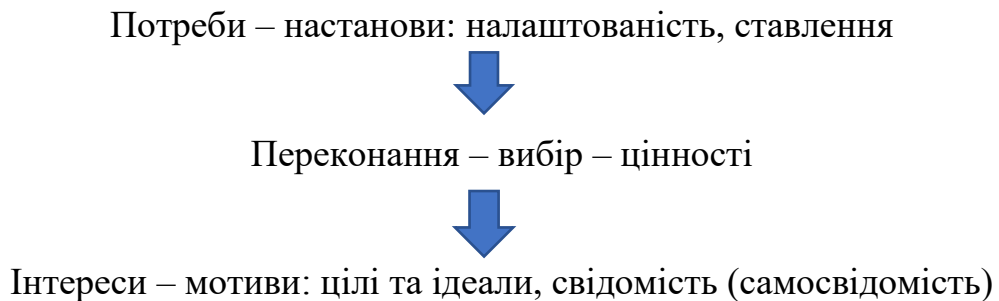 Потреби – настанови: налаштованість, ставлення
Переконання – вибір – цінності
Інтереси – мотиви: цілі та ідеали, свідомість (самосвідомість)